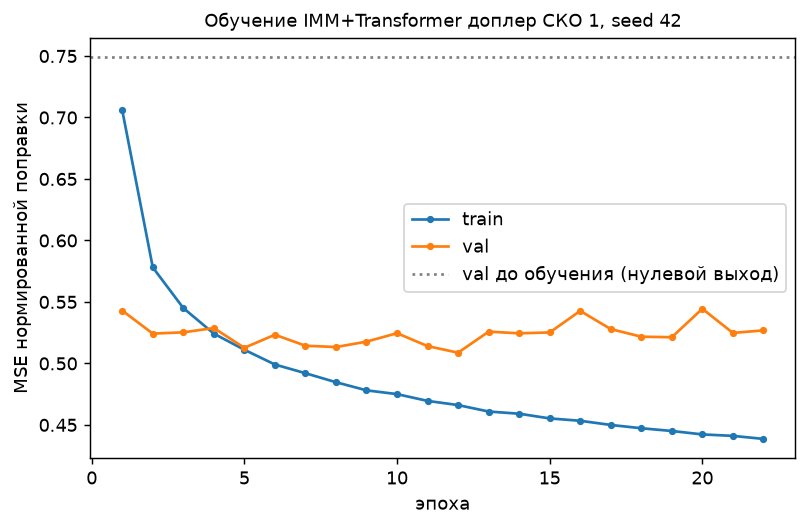 Обучение IMM+Transformer доплер СКО 1, seed 42
MSE нормированной поправки
0.75
0.70
0.65
0.60
0.55
0.50
0.45
train
val
val до обучения (нулевой выход)
0
5
10
15
20
эпоха